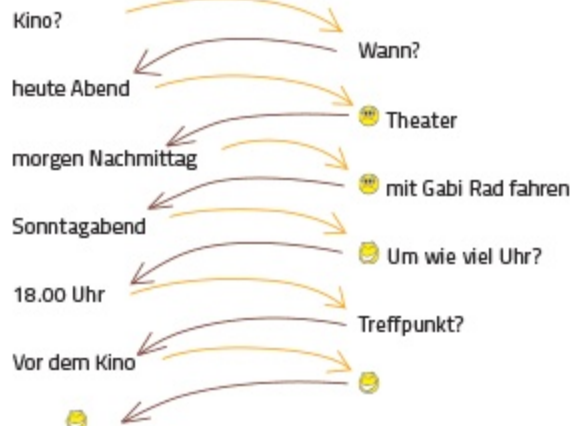 Kino?
Wann?
heute Abend
Theater
morgen Nachmittag
mit Gabi Rad fahren
Sonntagabend
Um wie viel Uhr?
18.00 Uhr
Treffpunkt?
Vor dem Kino